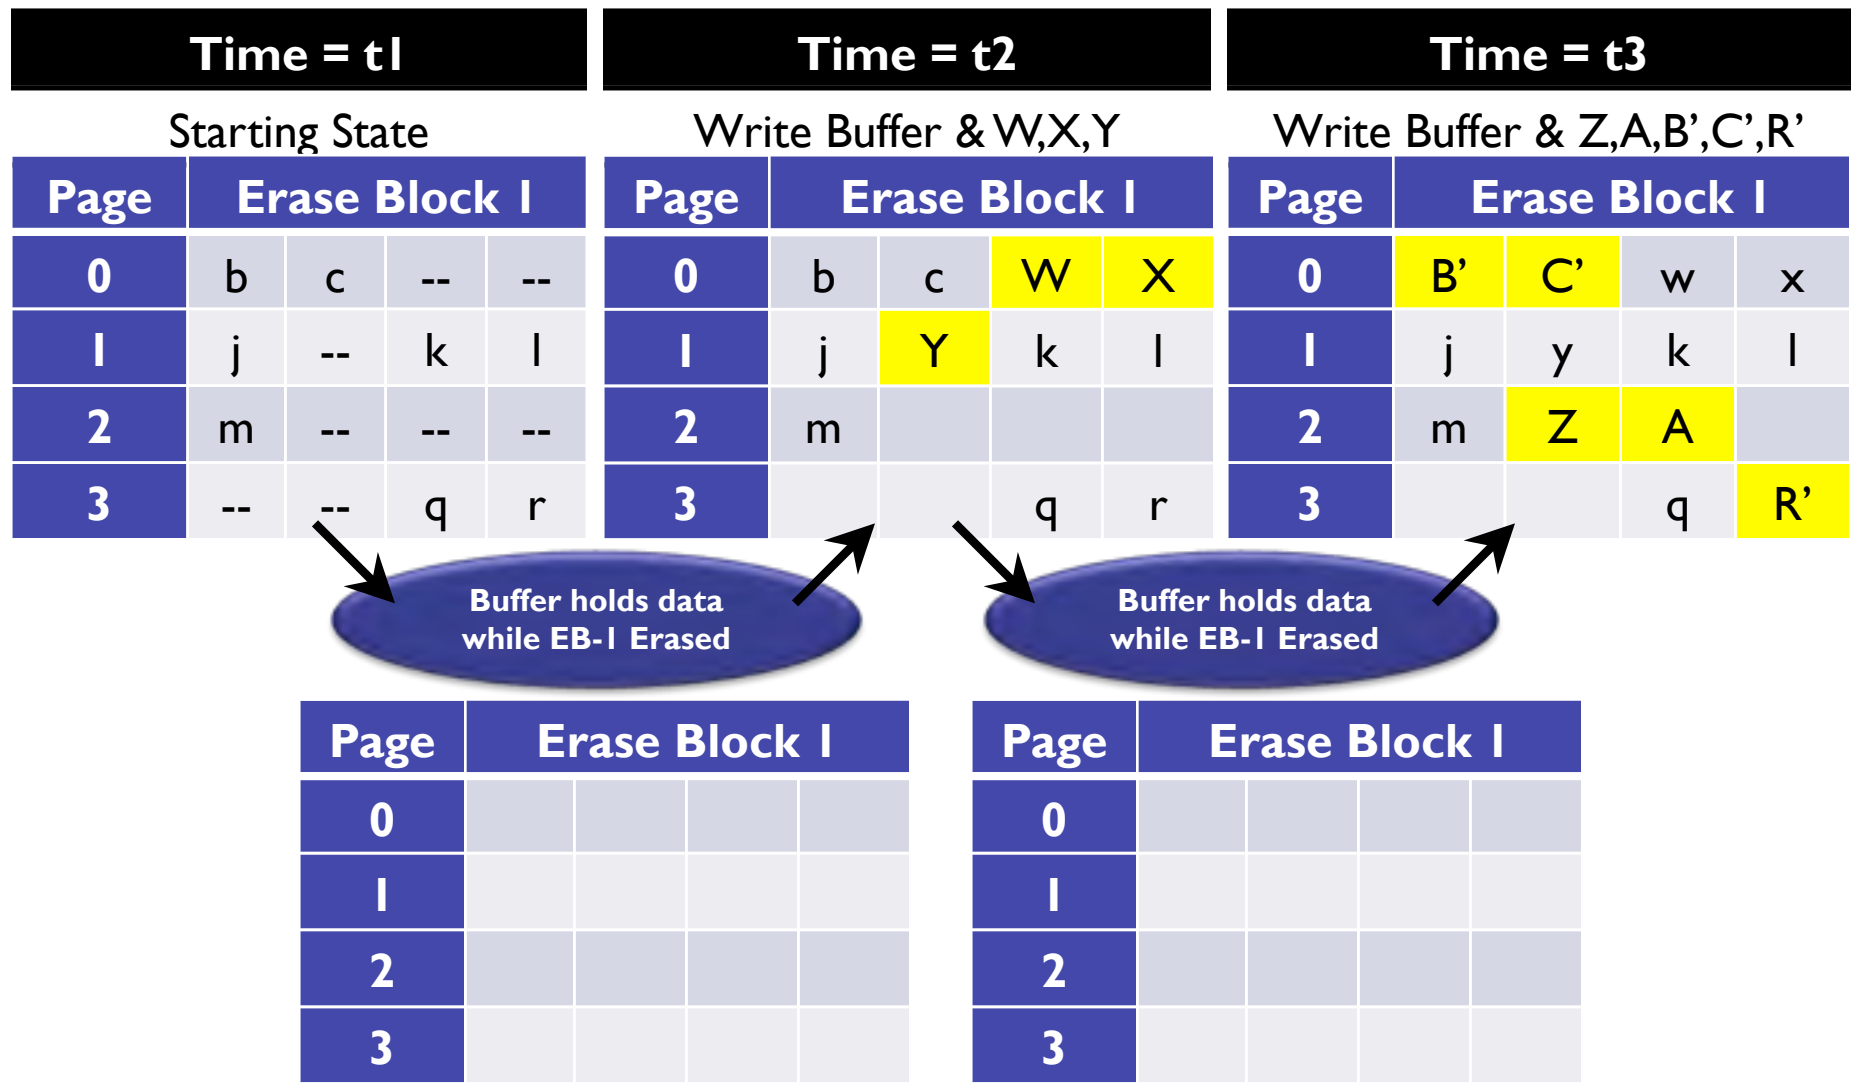 Time = t1
Starting State
Page Erase Block 1
0 b c -- --
1 j -- k l
2 m -- -- --
3 -- -- q r
Time = t2
Write Buffer & W,X,Y
Page Erase Block 1
0 b c W X
1 j Y k l
2 m
3 q r
Time = t3
Write Buffer & Z,A,B’,C’,R’
Page Erase Block 1
0 B’ C’ w x
1 j y k l
2 m Z A
3 q R’
Buffer holds data
while EB-1 Erased
Buffer holds data
while EB-1 Erased
Page Erase Block 1
0
1
2
3
Page Erase Block 1
0
1
2
3